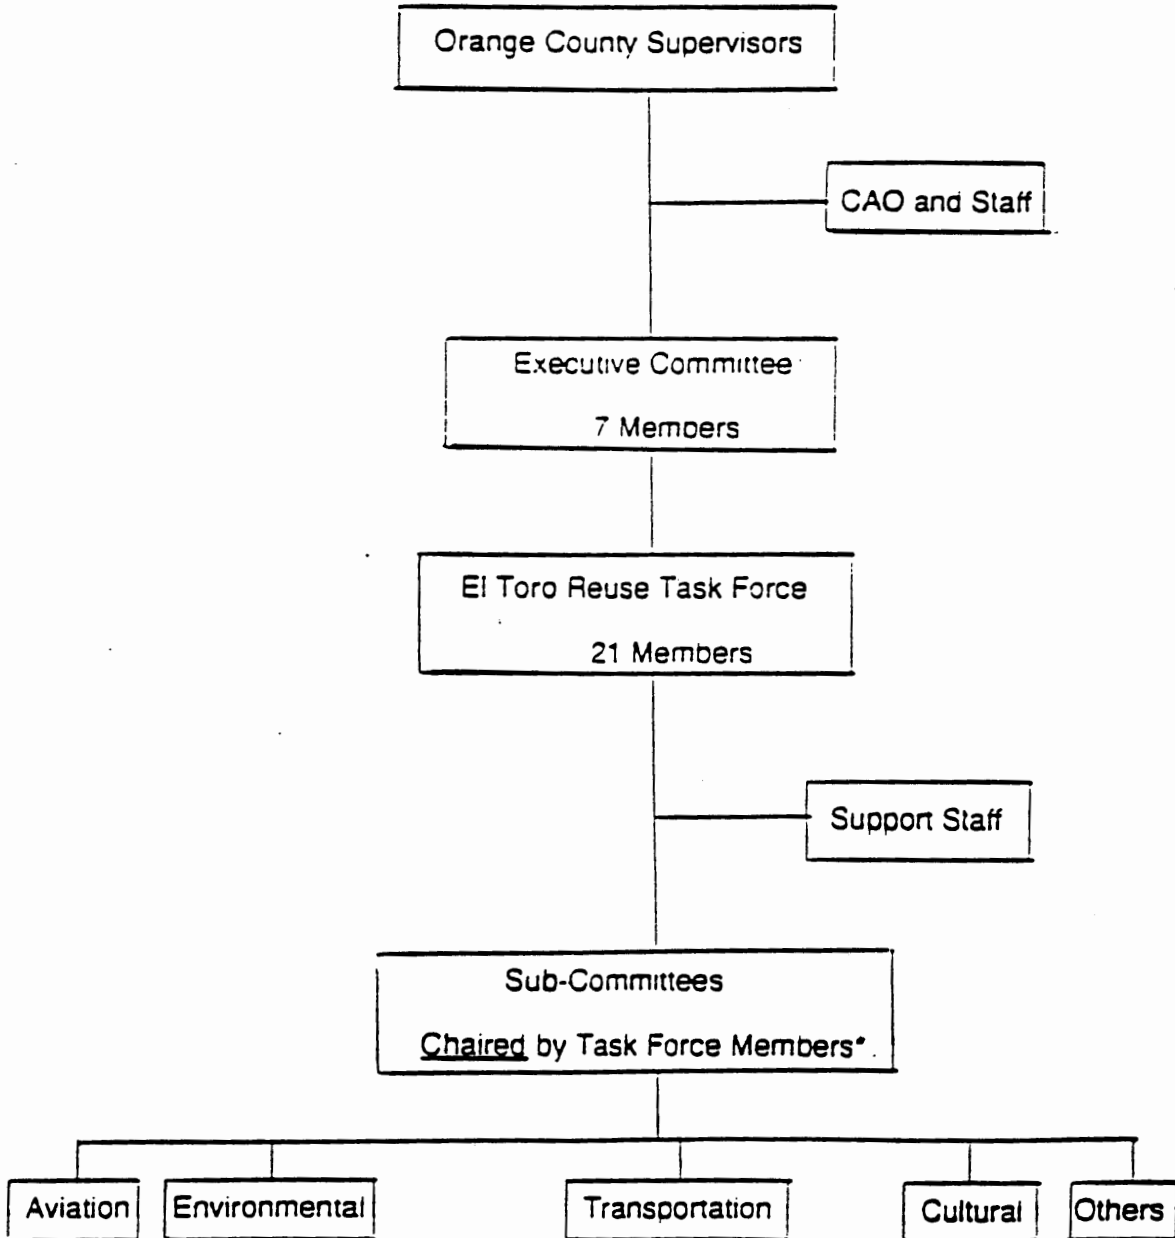 Orange County Supervisors
CAO and Staff
Executive Committee
7 Members
El Toro Reuse Task Force
21 Members
Support Staff
Sub-Committees
Chaired by Task Force Members*.
Aviation
Environmental
Transportation
Cultural
Others